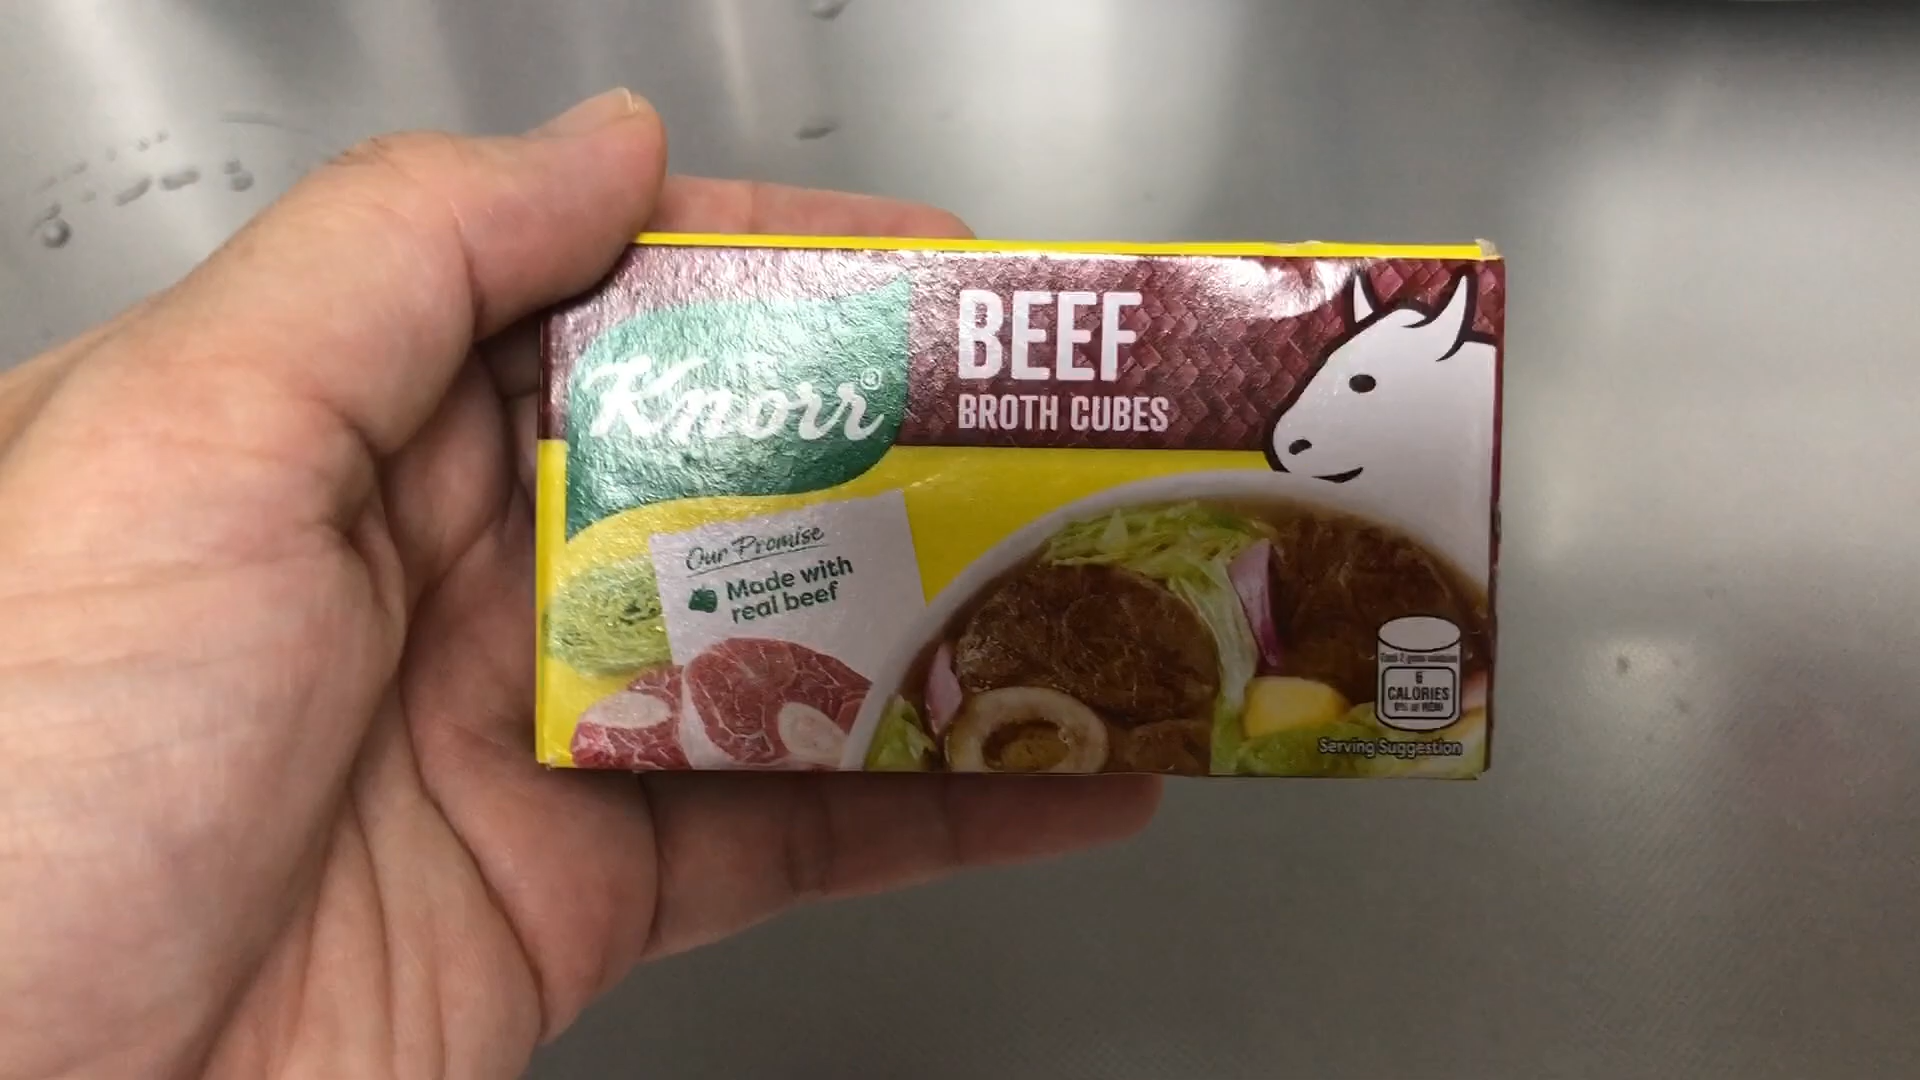 Knorr®
BEEF
BROTH CUBES
Our Promise
Made with
real beef
6
CALORIES
Serving Suggestion